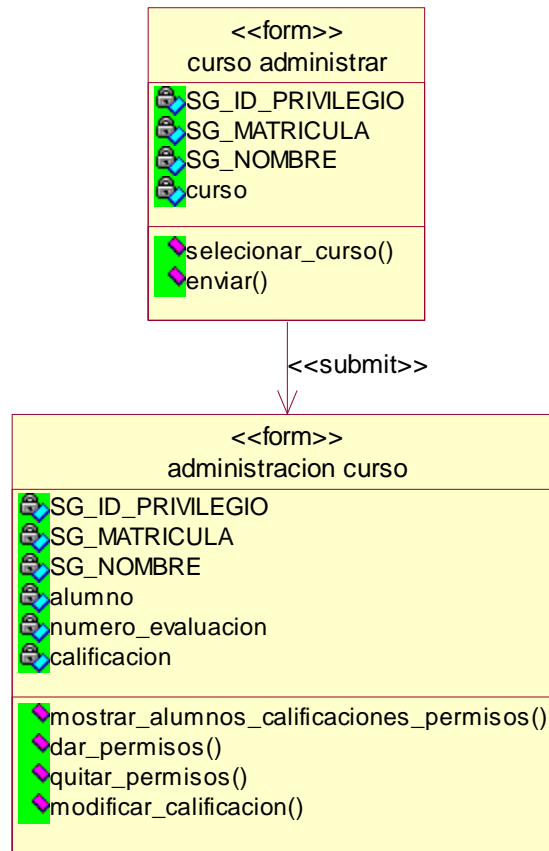 <<form>>
curso administrar
SG_ID_PRIVILEGIO
SG_MATRICULA
SG_NOMBRE
curso
selecionar_curso()
enviar()
<<submit>>
<<form>>
administracion curso
SG_ID_PRIVILEGIO
SG_MATRICULA
SG_NOMBRE
alumno
numero_evaluacion
calificacion
mostrar_alumnos_calificaciones_permisos()
dar_permisos()
quitar_permisos()
modificar_calificacion()